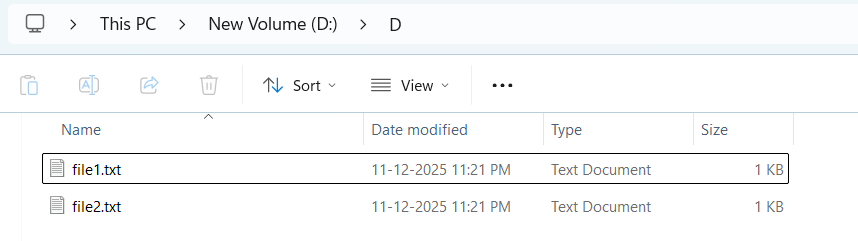 This PC > New Volume (D:) > D
Sort View
Name Date modified Type Size
file1.txt 11-12-2025 11:21 PM Text Document 1 KB
file2.txt 11-12-2025 11:21 PM Text Document 1 KB